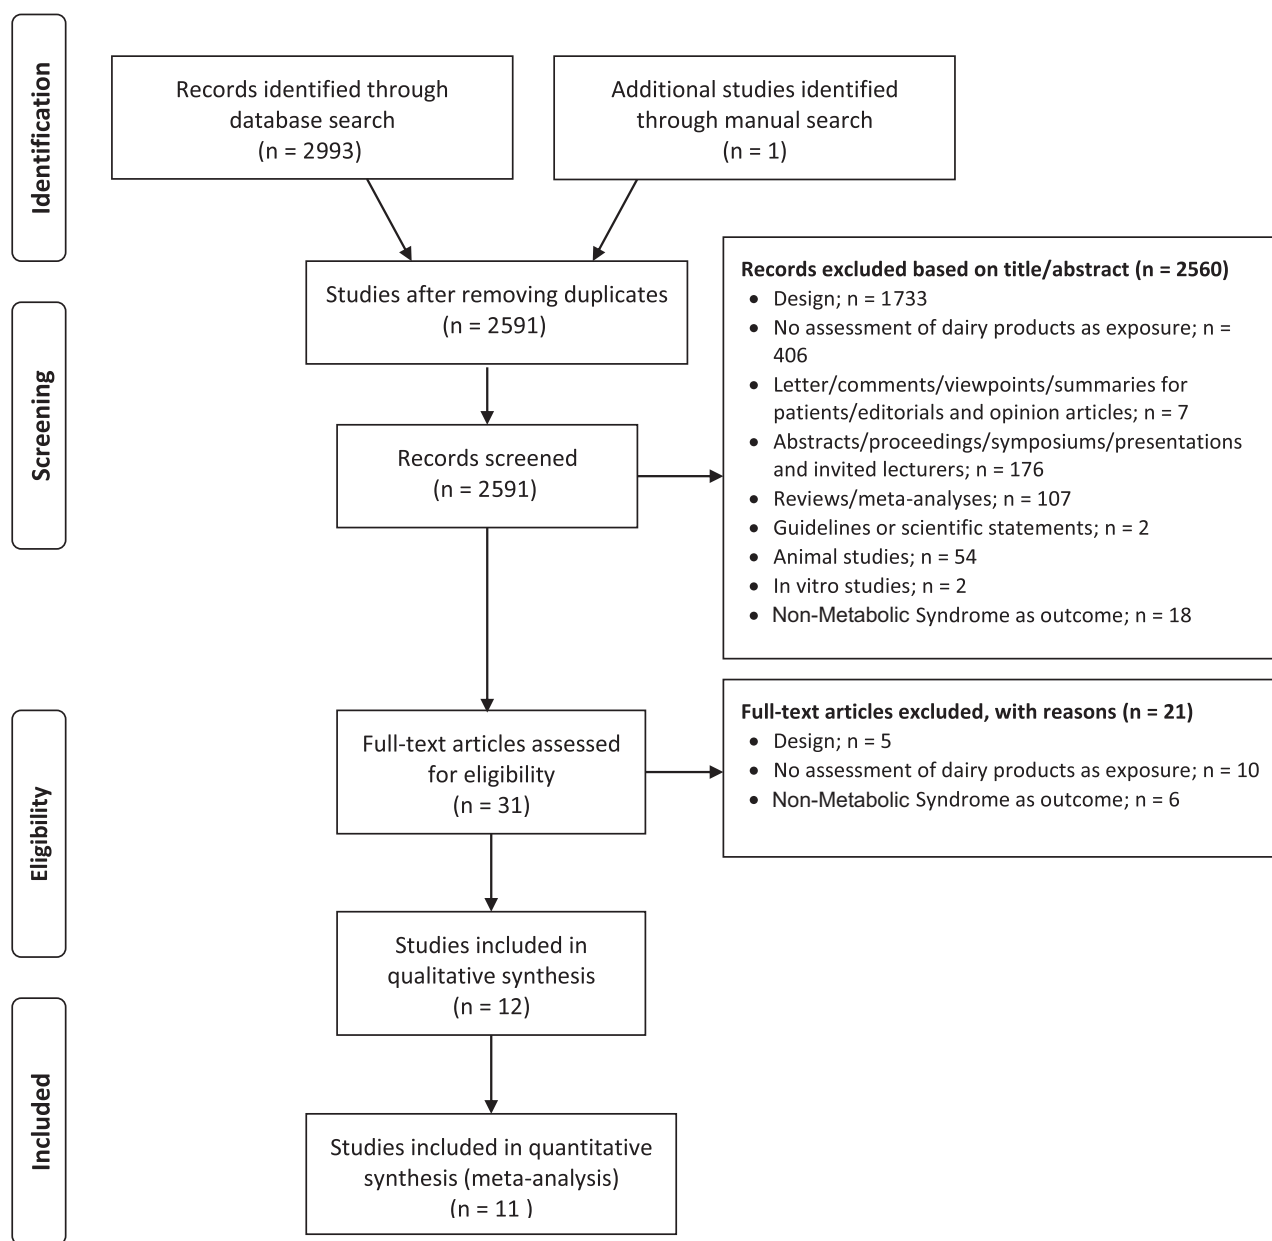 Identification
Records identified through
database search
(n = 2993)
Additional studies identified
through manual search
(n = 1)
Studies after removing duplicates
(n = 2591)
Screening
Records screened
(n = 2591)
Records excluded based on title/abstract (n = 2560)
• Design; n = 1733
• No assessment of dairy products as exposure; n =
406
• Letter/comments/viewpoints/summaries for
patients/editorials and opinion articles; n = 7
• Abstracts/proceedings/symposiums/presentations
and invited lecturers; n = 176
• Reviews/meta-analyses; n = 107
• Guidelines or scientific statements; n = 2
• Animal studies; n = 54
• In vitro studies; n = 2
• Non-Metabolic Syndrome as outcome; n = 18
Eligibility
Full-text articles assessed
for eligibility
(n = 31)
Full-text articles excluded, with reasons (n = 21)
• Design; n = 5
• No assessment of dairy products as exposure; n = 10
• Non-Metabolic Syndrome as outcome; n = 6
Studies included in
qualitative synthesis
(n = 12)
Included
Studies included in quantitative
synthesis (meta-analysis)
(n = 11 )